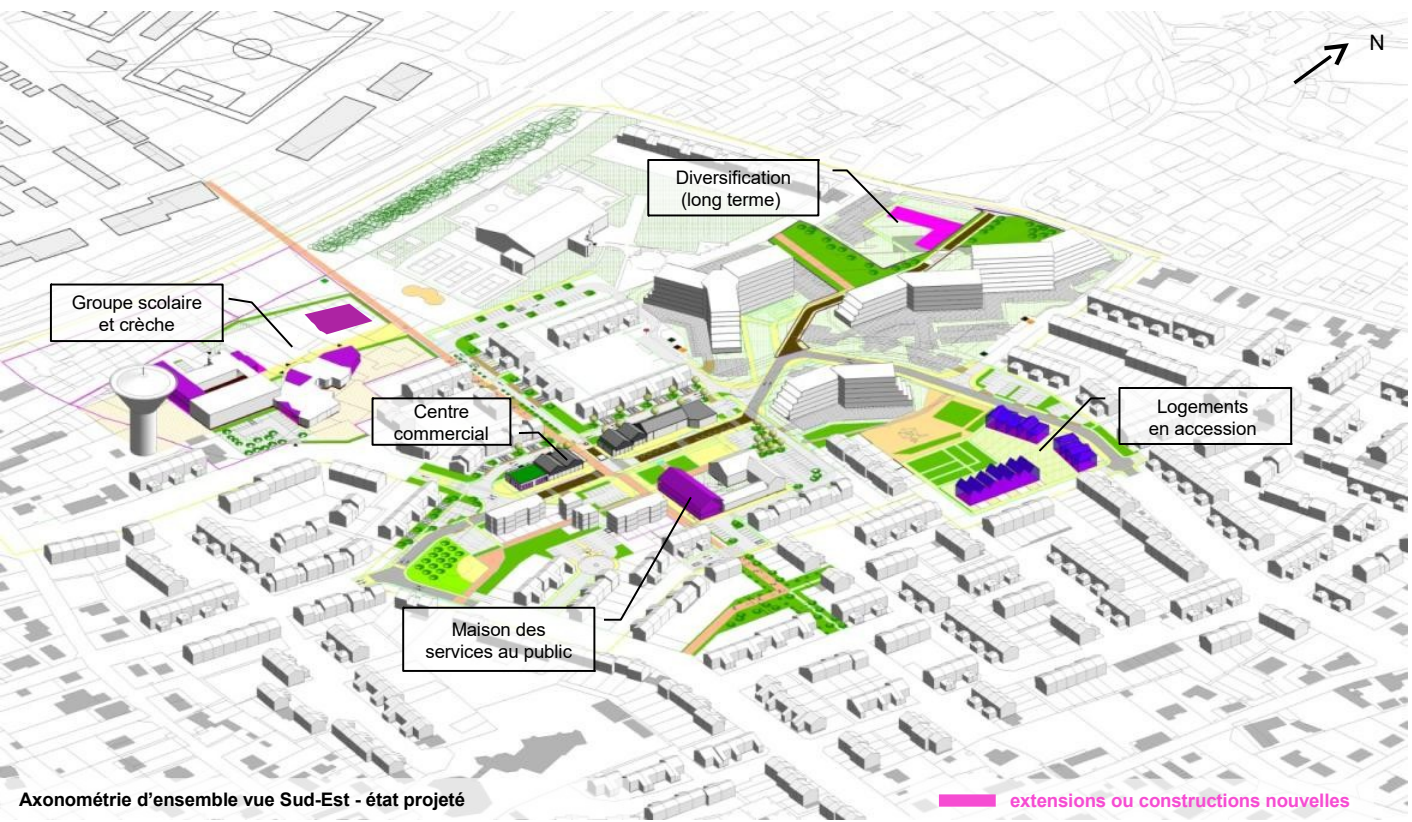 N
Diversification
(long terme)
Groupe scolaire
et crèche
Centre
commercial
Logements
en accession
Maison des
services au public
Axonométrie d’ensemble vue Sud-Est - état projeté
extensions ou constructions nouvelles